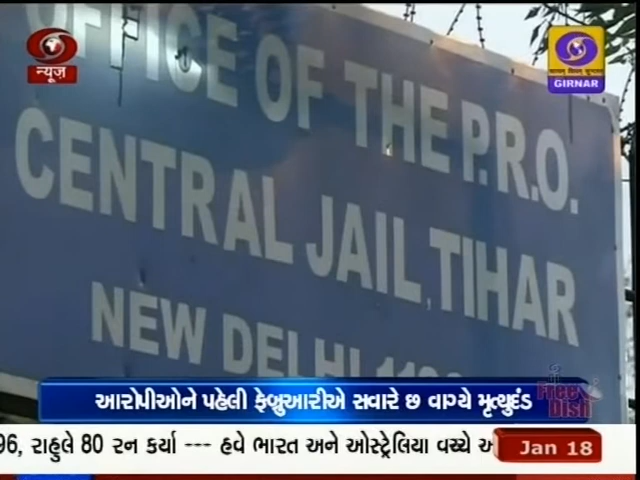 ન્યૂઝ
GIRNAR
OFFICE OF THE P.R.O.
CENTRAL JAIL, TIHAR
NEW DELHI
આરોપીઓને પહેલી ફેબ્રુઆરીએ સવારે છ વાગ્યે મૃત્યુદંડ
Free Dish
96, રાહુલે 80 રન કર્યા --- હવે ભારત અને ઓસ્ટ્રેલિયા વચ્ચે
Jan 18